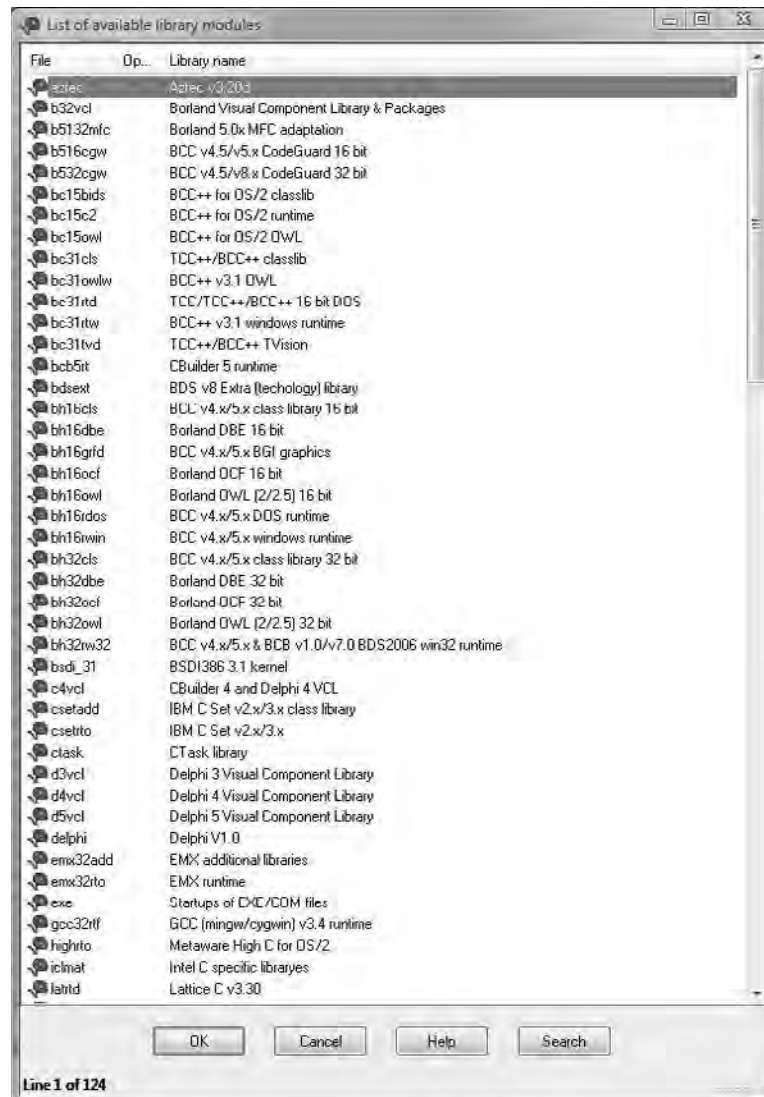 List of available library modules
File Op... Library name
aztec Aztec v3.20d
b32vcl Borland Visual Component Library & Packages
b5132mfc Borland 5.0x MFC adaptation
b516cgw BCC v4.5/v5.x CodeGuard 16 bit
b532cgw BCC v4.5/v8.x CodeGuard 32 bit
bc15bids BCC++ for OS/2 classlib
bc15c2 BCC++ for OS/2 runtime
bc15owl BCC++ for OS/2 OWL
bc31cls TCC++/BCC++ classlib
bc31owlw BCC++ v3.1 OWL
bc31rtd TCC/TCC++/BCC++ 16 bit DOS
bc31rtw BCC++ v3.1 windows runtime
bc31tvd TCC++/BCC++ TVision
bcb5rt CBuilder 5 runtime
bdsext BDS v8 Extra (techology) library
bh16cls BCC v4.x/5.x class library 16 bit
bh16dbe Borland DBE 16 bit
bh16grfd BCC v4.x/5.x BGI graphics
bh16ocf Borland OCF 16 bit
bh16owl Borland OWL (2/2.5) 16 bit
bh16rdos BCC v4.x/5.x DOS runtime
bh16rwin BCC v4.x/5.x windows runtime
bh32cls BCC v4.x/5.x class library 32 bit
bh32dbe Borland DBE 32 bit
bh32ocf Borland OCF 32 bit
bh32owl Borland OWL (2/2.5) 32 bit
bh32rw32 BCC v4.x/5.x & BCB v1.0/v7.0 BDS2006 win32 runtime
bsdi_31 BSDI386 3.1 kernel
c4vcl CBuilder 4 and Delphi 4 VCL
csetadd IBM C Set v2.x/3.x class library
csetrto IBM C Set v2.x/3.x
ctask CTask library
d3vcl Delphi 3 Visual Component Library
d4vcl Delphi 4 Visual Component Library
d5vcl Delphi 5 Visual Component Library
delphi Delphi V1.0
emx32add EMX additional libraries
emx32rto EMX runtime
exe Startups of EXE/COM files
gcc32rtf GCC (mingw/cygwin) v3.4 runtime
highrto Metaware High C for OS/2
iclmat Intel C specific libraryes
latrtd Lattice C v3.30
OK Cancel Help Search
Line 1 of 124